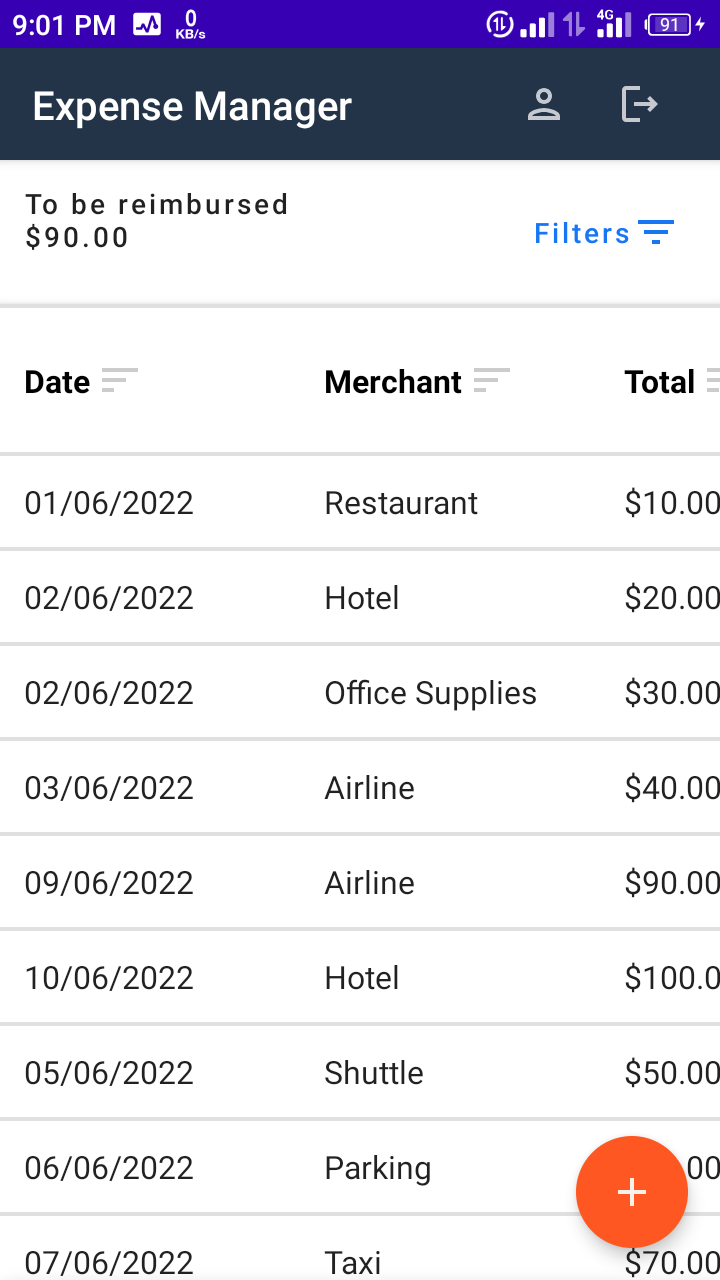 9:01 PM 0 KB/s 4G 91
Expense Manager
To be reimbursed
$90.00
Filters
Date Merchant Total
01/06/2022 Restaurant $10.00
02/06/2022 Hotel $20.00
02/06/2022 Office Supplies $30.00
03/06/2022 Airline $40.00
09/06/2022 Airline $90.00
10/06/2022 Hotel $100.0
05/06/2022 Shuttle $50.00
06/06/2022 Parking .00
+
07/06/2022 Taxi $70.00